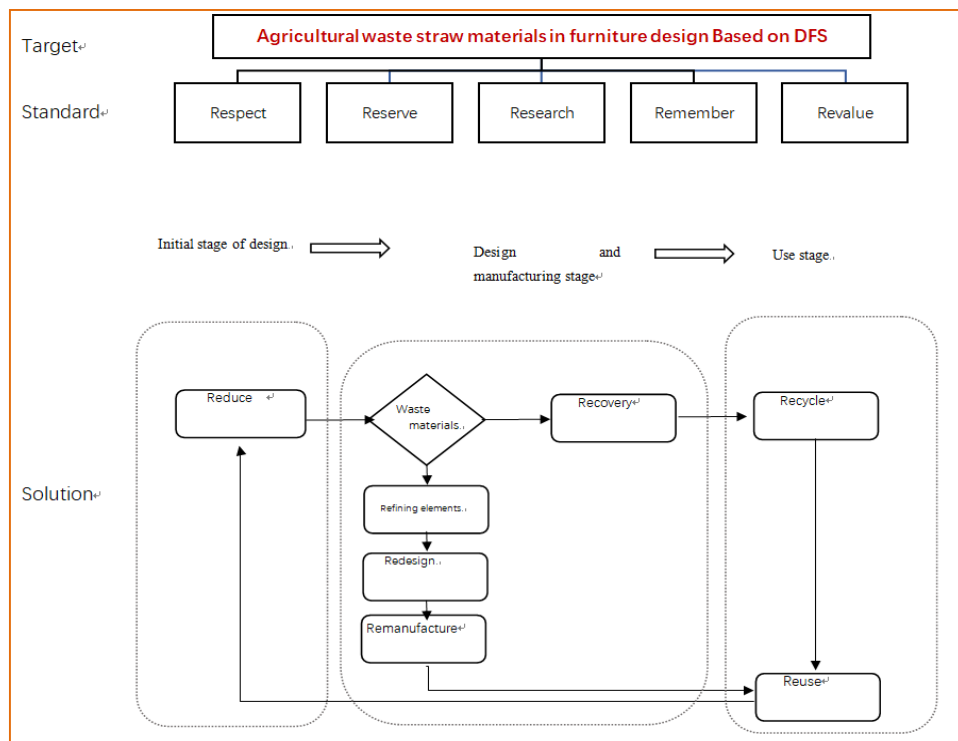 Target
Agricultural waste straw materials in furniture design Based on DFS
Standard
Respect
Reserve
Research
Remember
Revalue
Initial stage of design.
Design and
manufacturing stage
Use stage.
Solution
Reduce
Waste
materials.
Recovery
Recycle
Refining elements.
Redesign.
Remanufacture
Reuse